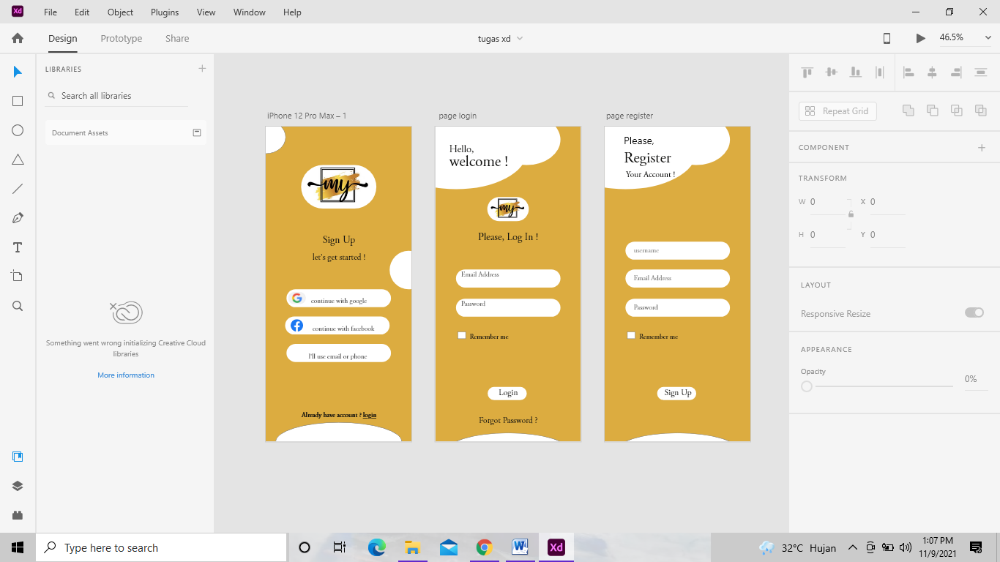 Xd File Edit Object Plugins View Window Help
Design Prototype Share tugas xd 46.5%
LIBRARIES
Search all libraries
Document Assets
Something went wrong initializing Creative Cloud
libraries
More information
iPhone 12 Pro Max – 1
my
Sign Up
let's get started !
continue with google
continue with facebook
I'll use email or phone
Already have account ? login
page login
Hello,
welcome !
my
Please, Log In !
Email Address
Password
Remember me
Login
Forgot Password ?
page register
Please,
Register
Your Account !
username
Email Address
Password
Remember me
Sign Up
Repeat Grid
COMPONENT
TRANSFORM
W 0 X 0
H 0 Y 0
LAYOUT
Responsive Resize
APPEARANCE
Opacity
0%
Type here to search
W
Xd
32°C Hujan
1:07 PM
11/9/2021